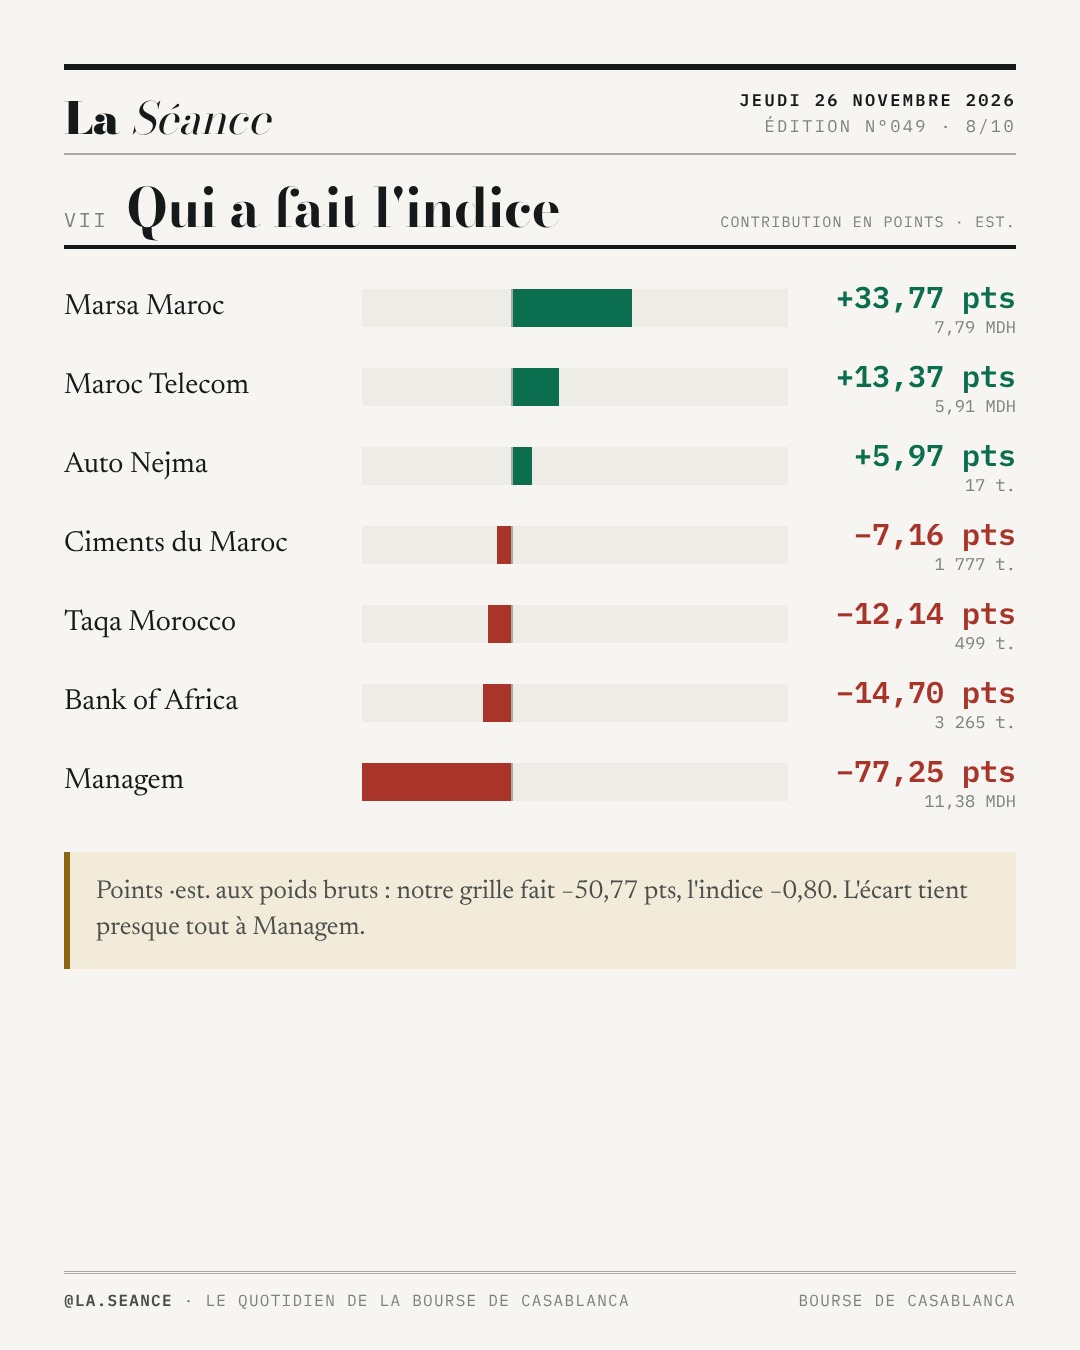 La Séance
JEUDI 26 NOVEMBRE 2026
ÉDITION N°049 · 8/10
VII Qui a fait l'indice
CONTRIBUTION EN POINTS · EST.
Marsa Maroc
+33,77 pts
7,79 MDH
Maroc Telecom
+13,37 pts
5,91 MDH
Auto Nejma
+5,97 pts
17 t.
Ciments du Maroc
−7,16 pts
1 777 t.
Taqa Morocco
−12,14 pts
499 t.
Bank of Africa
−14,70 pts
3 265 t.
Managem
−77,25 pts
11,38 MDH
Points ·est. aux poids bruts : notre grille fait −50,77 pts, l'indice −0,80. L'écart tient
presque tout à Managem.
@LA.SEANCE · LE QUOTIDIEN DE LA BOURSE DE CASABLANCA
BOURSE DE CASABLANCA